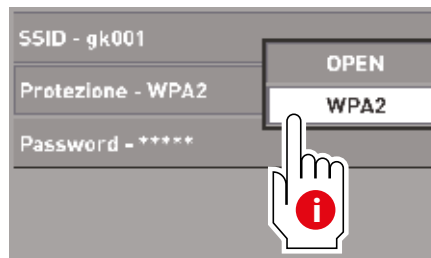 SSID - gk001
OPEN
Protezione - WPA2
WPA2
Password - *****
i